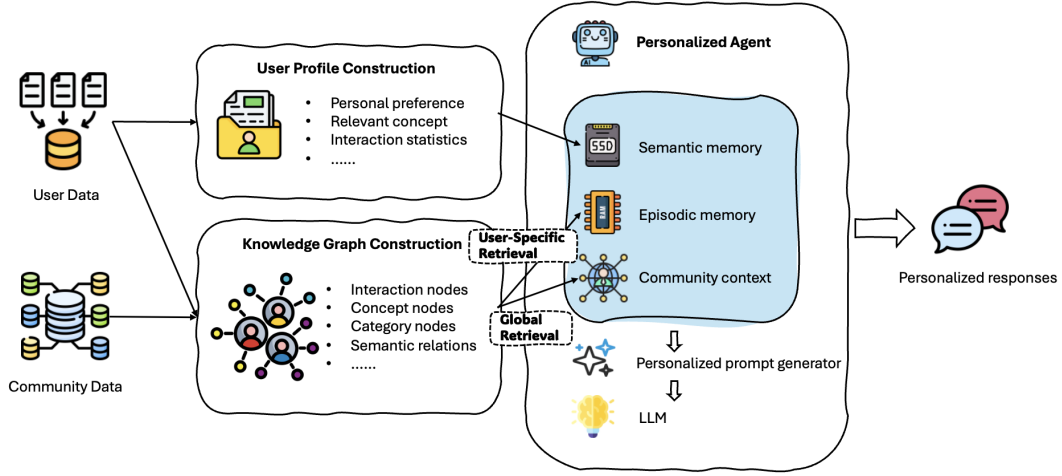 User Data
Community Data
User Profile Construction
• Personal preference
• Relevant concept
• Interaction statistics
• ......
Knowledge Graph Construction
• Interaction nodes
• Concept nodes
• Category nodes
• Semantic relations
• ......
User-Specific
Retrieval
Global
Retrieval
Personalized Agent
AI
SSD
Semantic memory
RAM
Episodic memory
Community context
Personalized prompt generator
LLM
Personalized responses